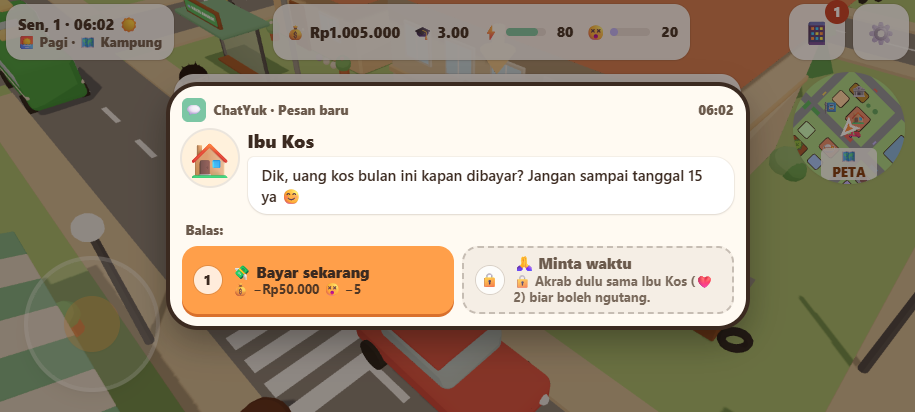 Sen, 1 · 06:02
Pagi · Kampung
Rp1.005.000 3.00 80 20
1
ChatYuk · Pesan baru 06:02
Ibu Kos
Dik, uang kos bulan ini kapan dibayar? Jangan sampai tanggal 15
ya 😊
Balas:
1
💸 Bayar sekarang
💰 −Rp50.000 😵 −5
🙏 Minta waktu
🔒 Akrab dulu sama Ibu Kos (❤️
2) biar boleh ngutang.
PETA